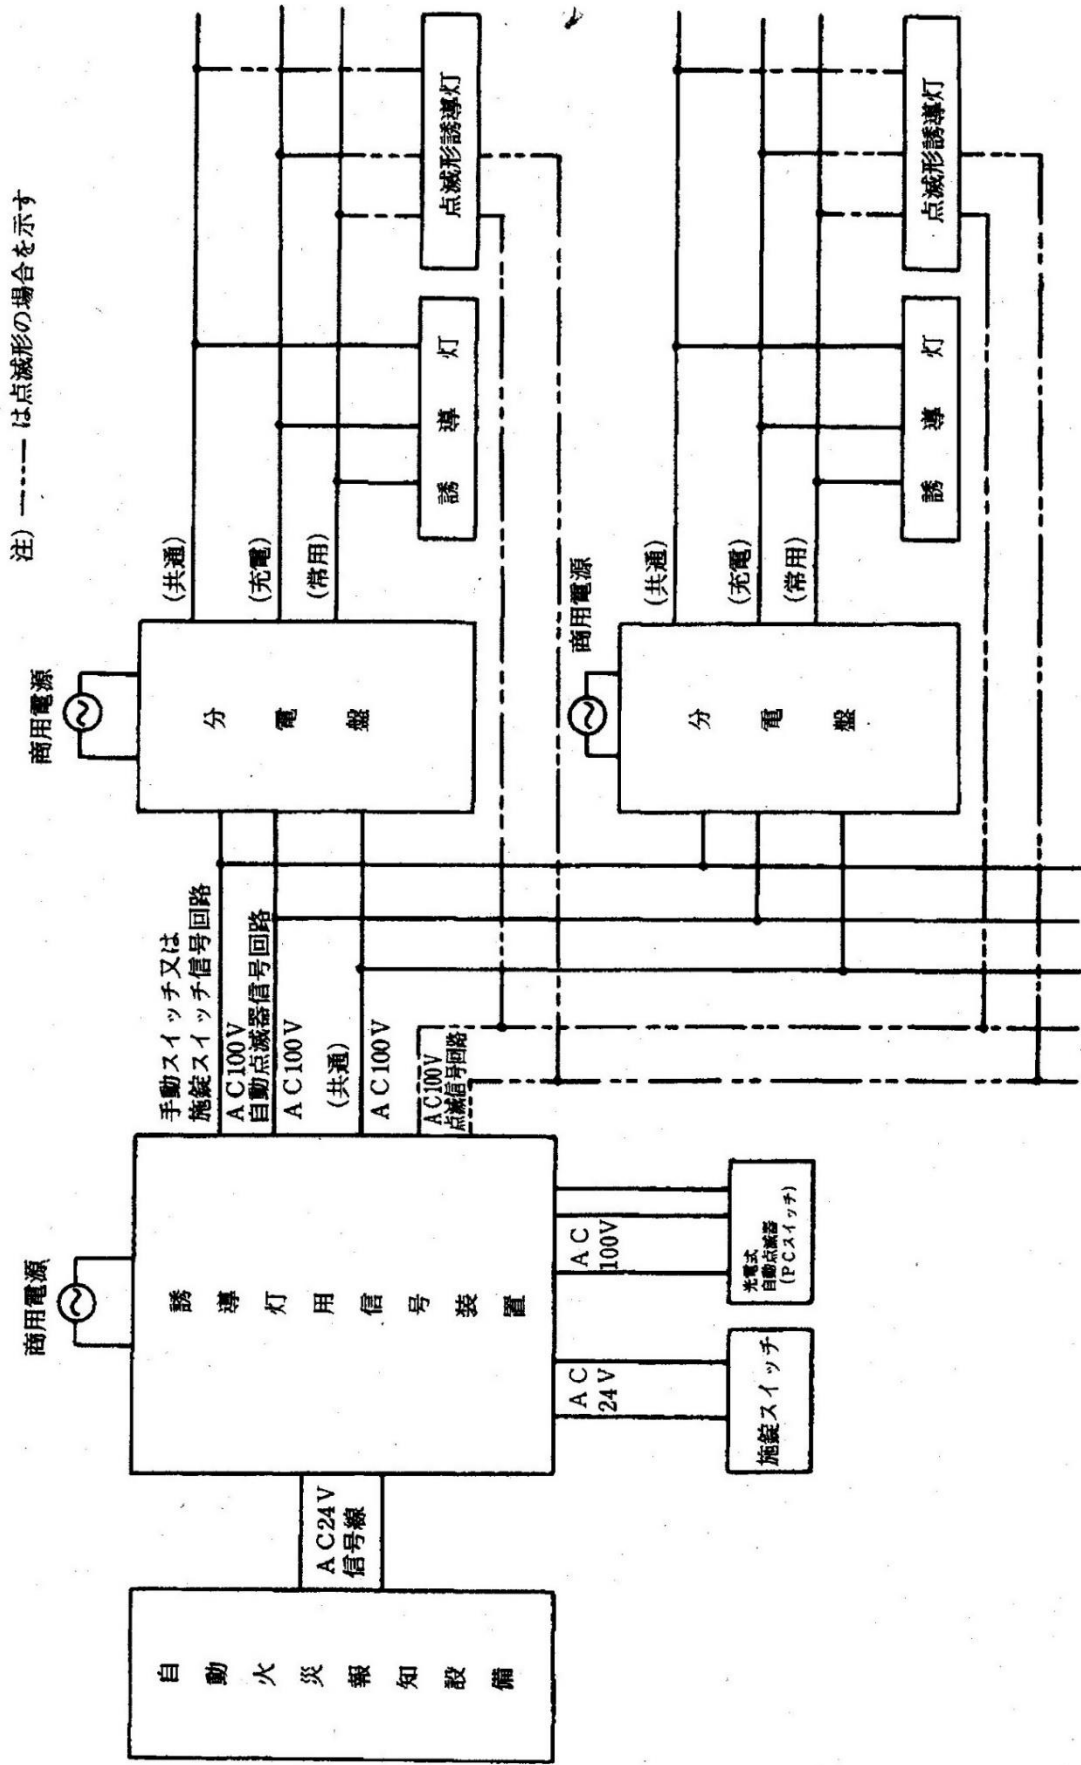 注) ―・・― は点滅形の場合を示す
商用電源
自動火災報知設備
AC24V
信号線
誘導灯用信号装置
AC
24V
施錠スイッチ
AC
100V
光電式
自動点滅器
(PCスイッチ)
手動スイッチ又は
施錠スイッチ信号回路
AC100V
自動点滅器信号回路
AC100V
(共通)
AC100V
AC100V
点滅信号回路
商用電源
分電盤
(共通)
(充電)
(常用)
誘導灯
点滅形誘導灯
商用電源
分電盤
(共通)
(充電)
(常用)
誘導灯
点滅形誘導灯